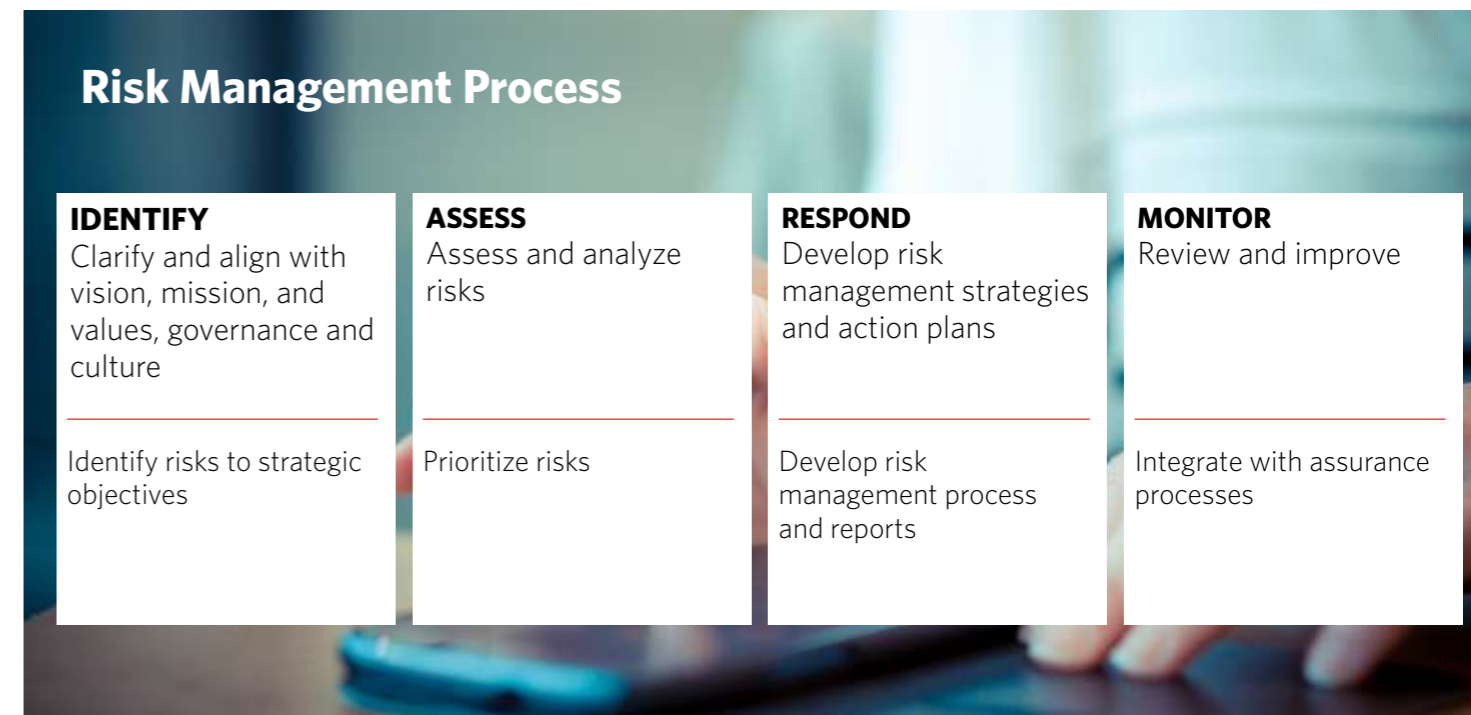 Risk Management Process
IDENTIFY
Clarify and align with
vision, mission, and
values, governance and
culture
Identify risks to strategic
objectives
ASSESS
Assess and analyze
risks
Prioritize risks
RESPOND
Develop risk
management strategies
and action plans
Develop risk
management process
and reports
MONITOR
Review and improve
Integrate with assurance
processes